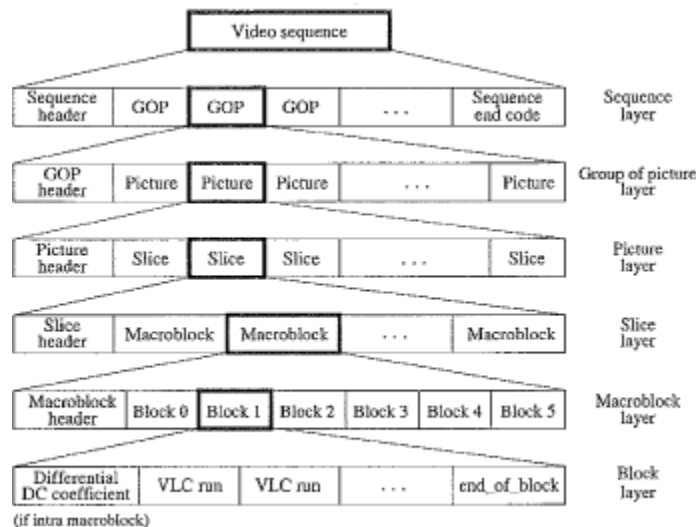 Video sequence
Sequence header GOP GOP GOP ... Sequence end code Sequence layer
GOP header Picture Picture Picture ... Picture Group of picture layer
Picture header Slice Slice Slice ... Slice Picture layer
Slice header Macroblock Macroblock ... Macroblock Slice layer
Macroblock header Block 0 Block 1 Block 2 Block 3 Block 4 Block 5 Macroblock layer
Differential DC coefficient VLC run VLC run ... end_of_block Block layer
(if intra macroblock)